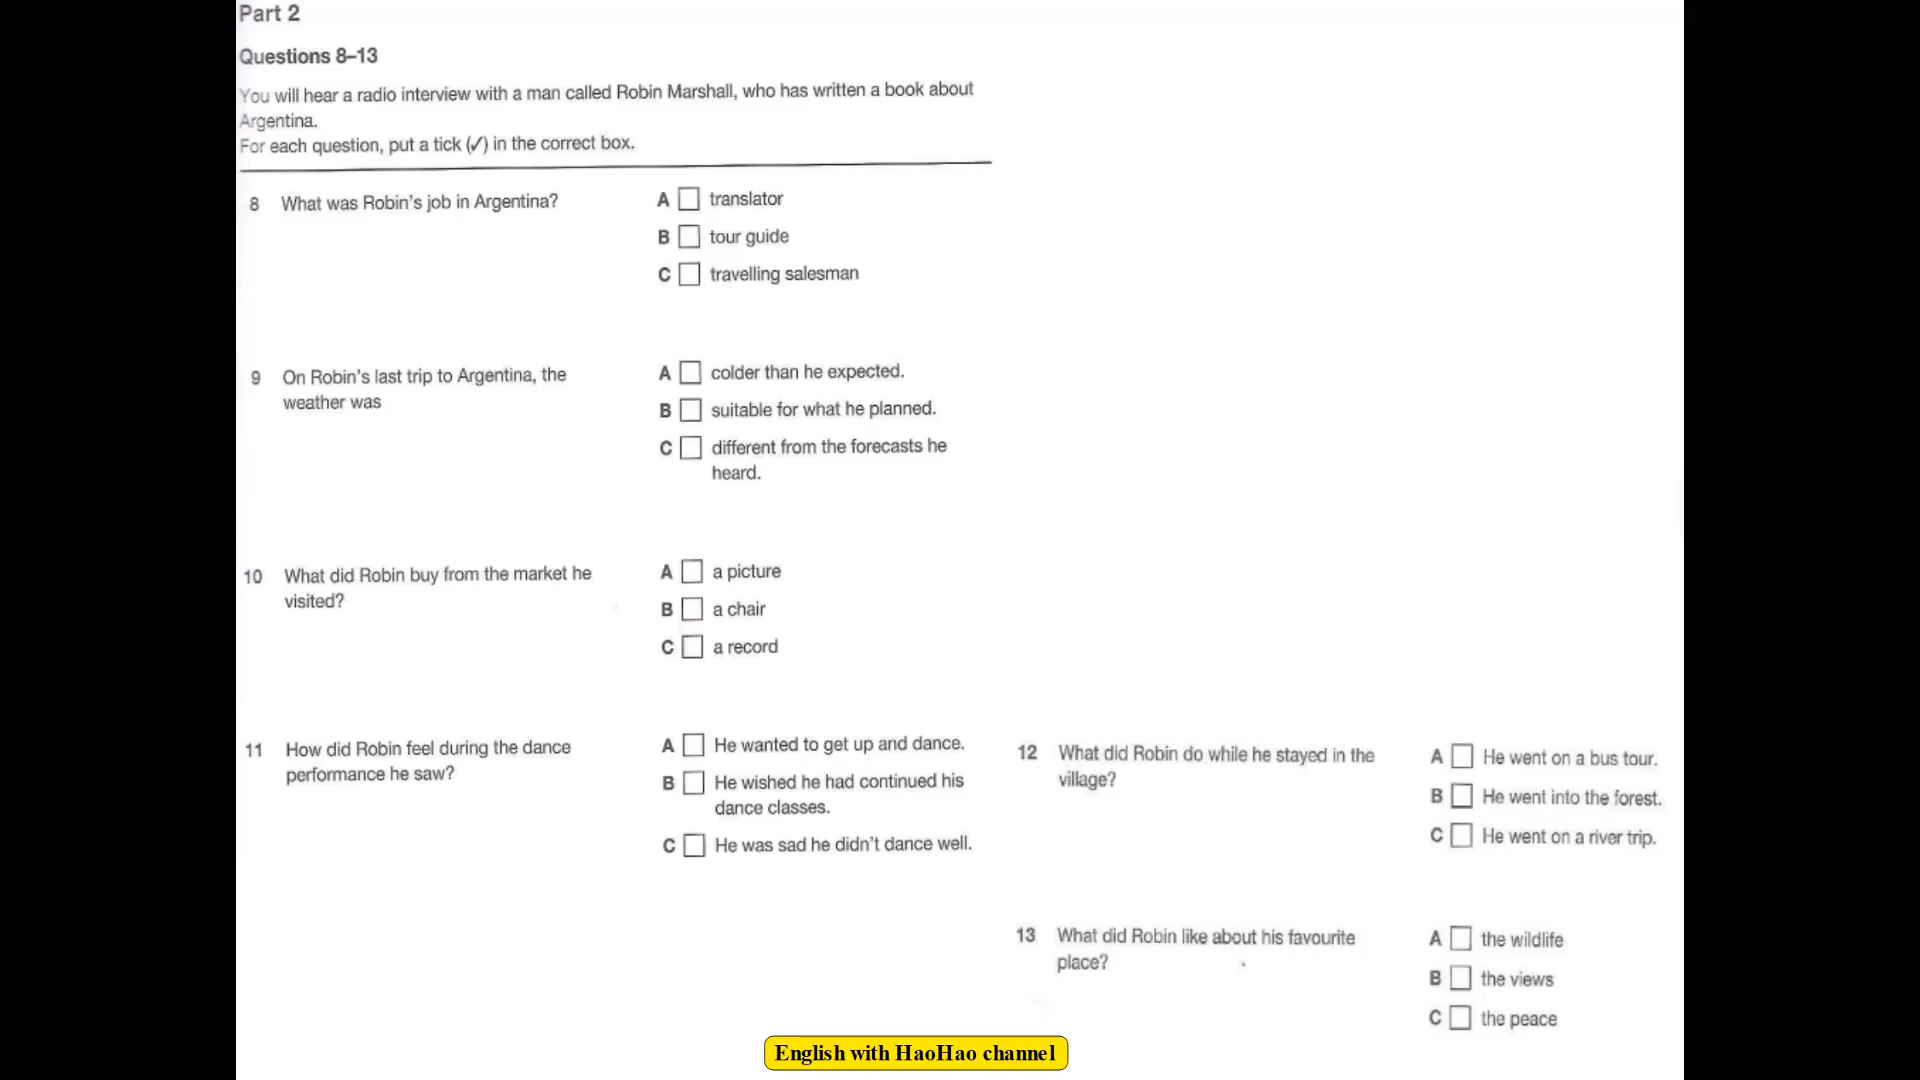 Part 2
Questions 8–13
You will hear a radio interview with a man called Robin Marshall, who has written a book about
Argentina.
For each question, put a tick (✓) in the correct box.
8 What was Robin's job in Argentina?
A translator
B tour guide
C travelling salesman
9 On Robin's last trip to Argentina, the
weather was
A colder than he expected.
B suitable for what he planned.
C different from the forecasts he
heard.
10 What did Robin buy from the market he
visited?
A a picture
B a chair
C a record
11 How did Robin feel during the dance
performance he saw?
A He wanted to get up and dance.
B He wished he had continued his
dance classes.
C He was sad he didn't dance well.
12 What did Robin do while he stayed in the
village?
A He went on a bus tour.
B He went into the forest.
C He went on a river trip.
13 What did Robin like about his favourite
place?
A the wildlife
B the views
C the peace
English with HaoHao channel